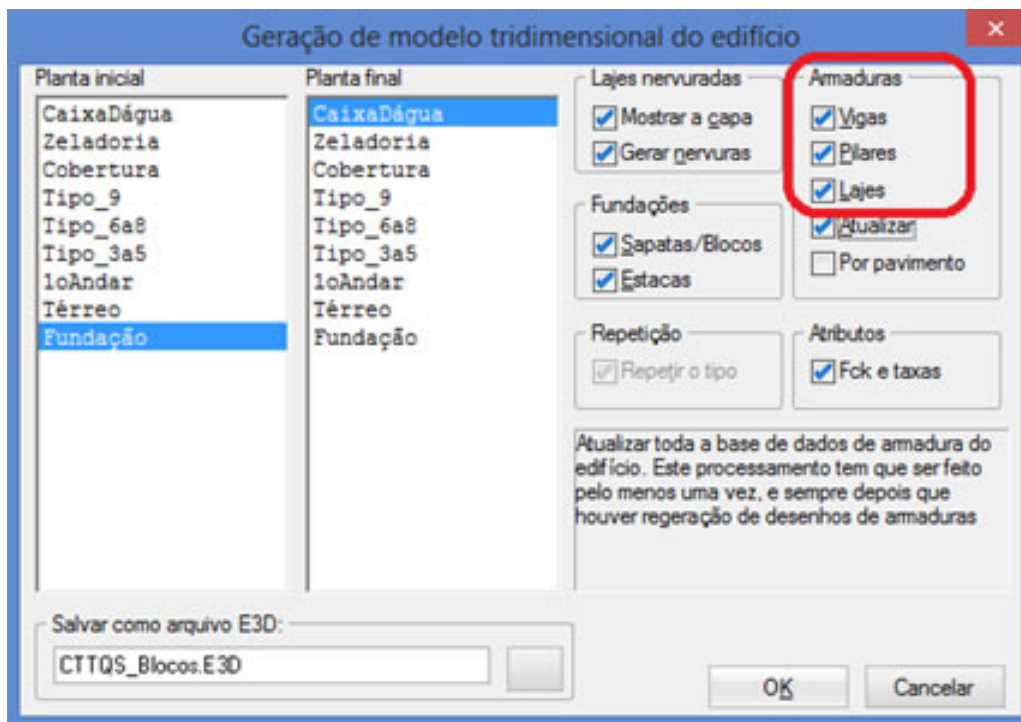 Geração de modelo tridimensional do edifício
Planta inicial
CaixaDágua
Zeladoria
Cobertura
Tipo_9
Tipo_6a8
Tipo_3a5
1oAndar
Térreo
Fundação
Planta final
CaixaDágua
Zeladoria
Cobertura
Tipo_9
Tipo_6a8
Tipo_3a5
1oAndar
Térreo
Fundação
Lajes nervuradas
Mostrar a capa
Gerar nervuras
Fundações
Sapatas/Blocos
Estacas
Repetição
Repetir o tipo
Armaduras
Vigas
Pilares
Lajes
Atualizar
Por pavimento
Atributos
Fck e taxas
Atualizar toda a base de dados de armadura do
edifício. Este processamento tem que ser feito
pelo menos uma vez, e sempre depois que
houver regeração de desenhos de armaduras
Salvar como arquivo E3D:
CTTQS_Blocos.E3D
OK
Cancelar